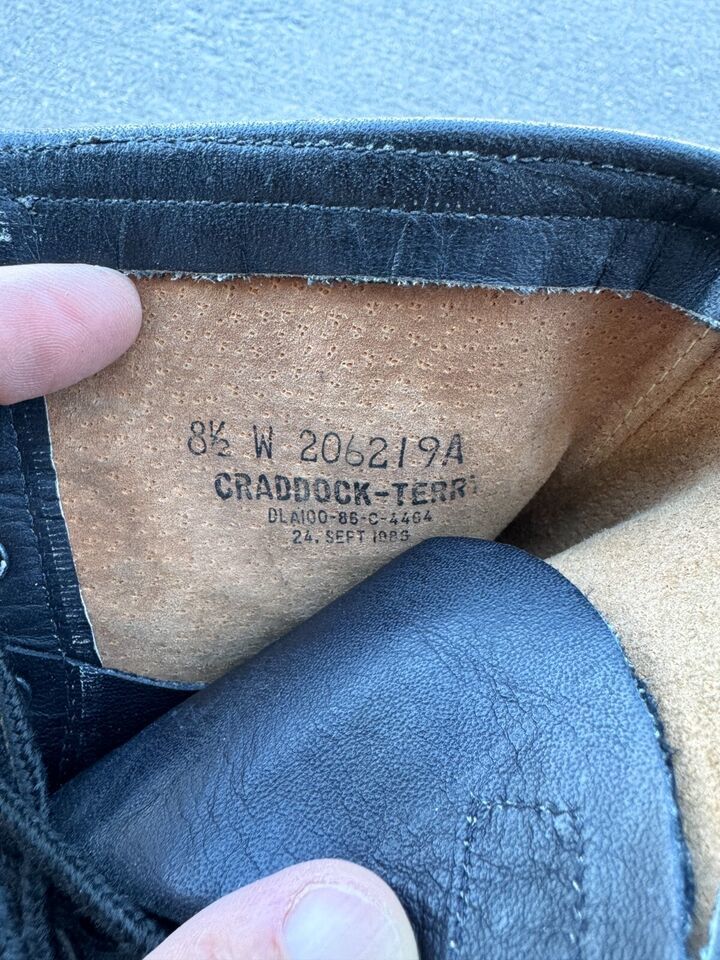 8½ W 206219A
CRADDOCK-TERRY
DLA100-86-C-4464
24. SEPT 1986